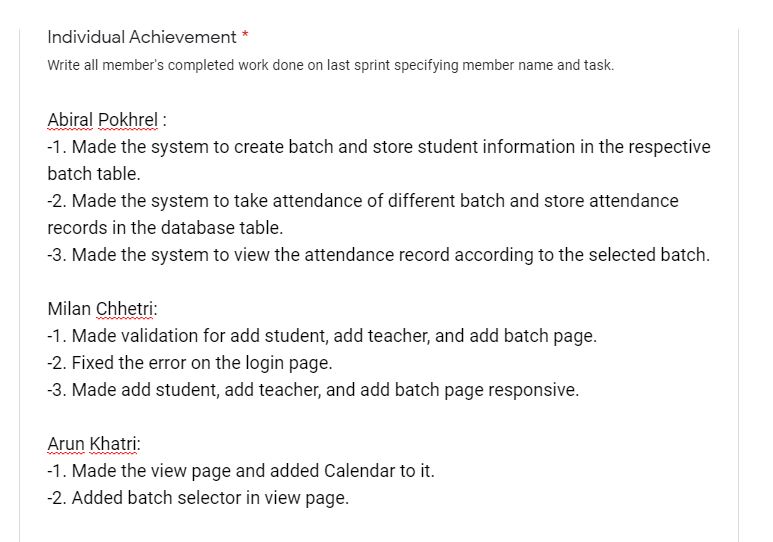 Individual Achievement *
Write all member's completed work done on last sprint specifying member name and task.
Abiral Pokhrel :
-1. Made the system to create batch and store student information in the respective
batch table.
-2. Made the system to take attendance of different batch and store attendance
records in the database table.
-3. Made the system to view the attendance record according to the selected batch.
Milan Chhetri:
-1. Made validation for add student, add teacher, and add batch page.
-2. Fixed the error on the login page.
-3. Made add student, add teacher, and add batch page responsive.
Arun Khatri:
-1. Made the view page and added Calendar to it.
-2. Added batch selector in view page.